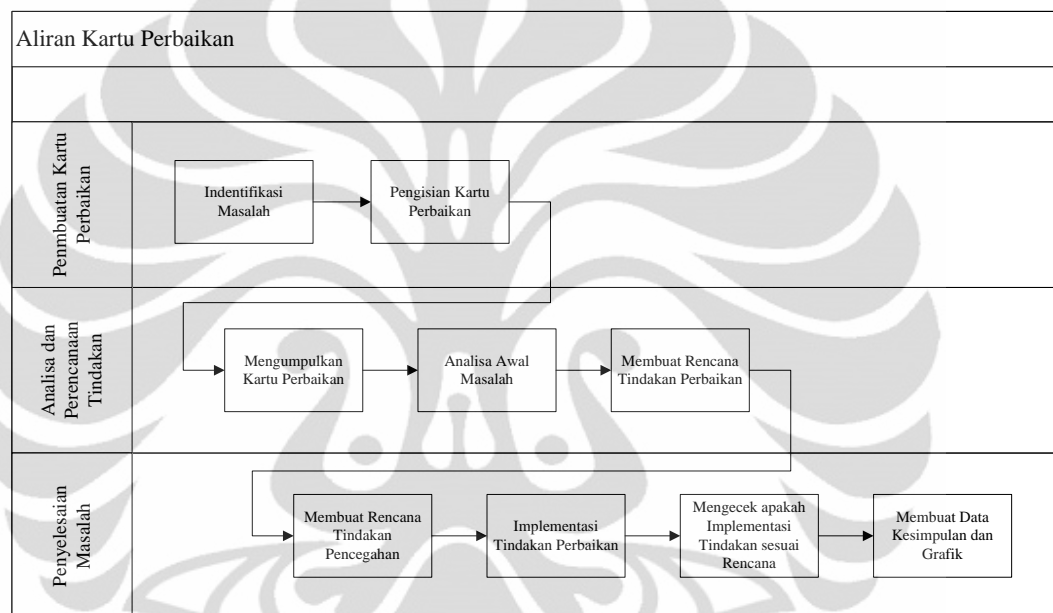 Aliran Kartu Perbaikan
Penmbuatan Kartu
Perbaikan
Indentifikasi
Masalah
Pengisian Kartu
Perbaikan
Analisa dan
Perencanaan
Tindakan
Mengumpulkan
Kartu Perbaikan
Analisa Awal
Masalah
Membuat Rencana
Tindakan Perbaikan
Penyelesaian
Masalah
Membuat Rencana
Tindakan
Pencegahan
Implementasi
Tindakan Perbaikan
Mengecek apakah
Implementasi
Tindakan sesuai
Rencana
Membuat Data
Kesimpulan dan
Grafik